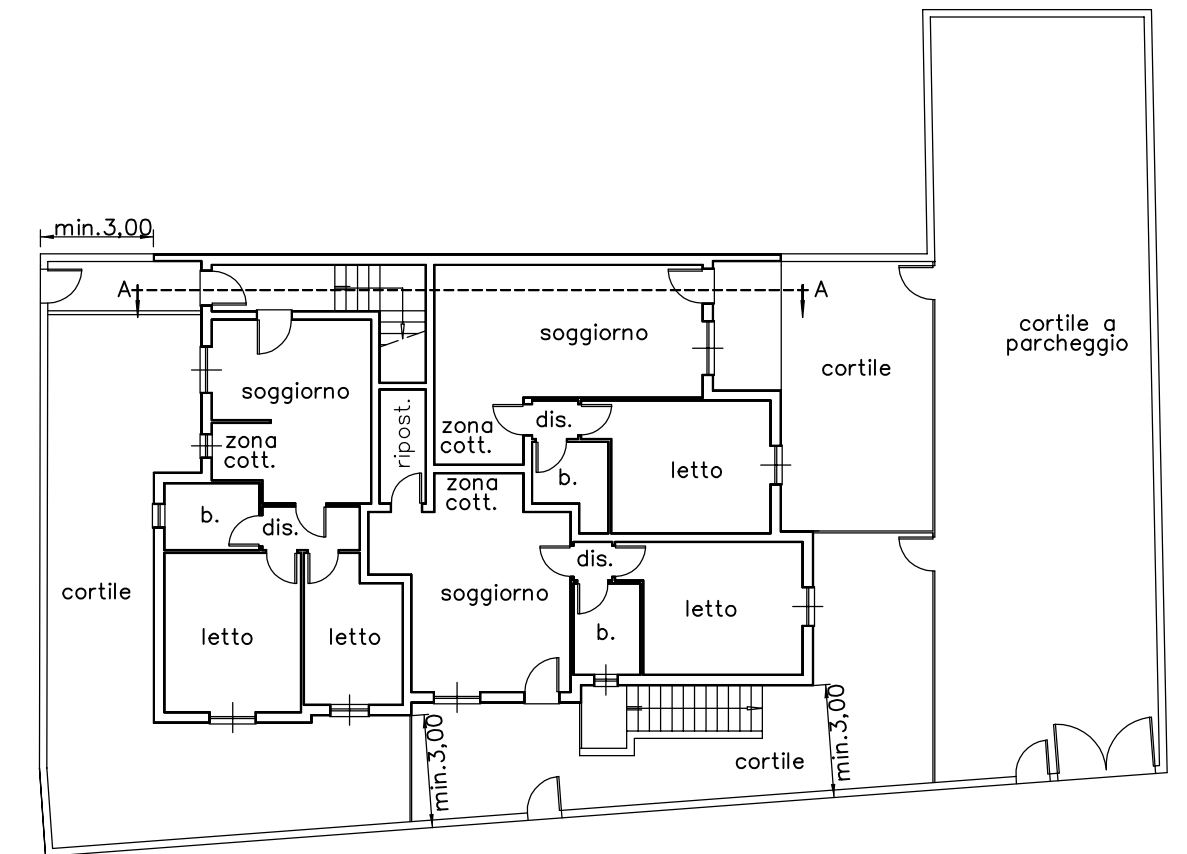 min.3,00
A
A
cortile a
parcheggio
soggiorno
cortile
soggiorno
ripost.
zona
cott.
dis.
zona
cott.
letto
b.
zona
cott.
b.
dis.
dis.
cortile
soggiorno
letto
letto
letto
b.
min.3,00
min.3,00
cortile